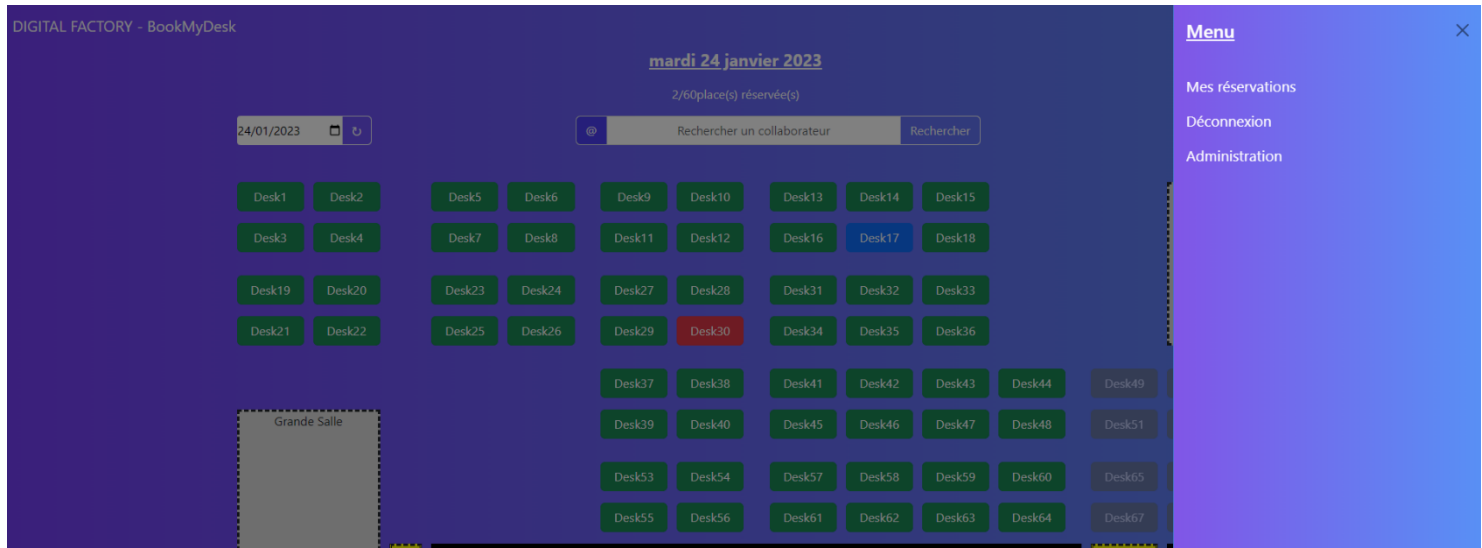 DIGITAL FACTORY - BookMyDesk
mardi 24 janvier 2023
2/60place(s) réservée(s)
24/01/2023 ↻ @ Rechercher un collaborateur Rechercher
Desk1 Desk2 Desk5 Desk6 Desk9 Desk10 Desk13 Desk14 Desk15
Desk3 Desk4 Desk7 Desk8 Desk11 Desk12 Desk16 Desk17 Desk18
Desk19 Desk20 Desk23 Desk24 Desk27 Desk28 Desk31 Desk32 Desk33
Desk21 Desk22 Desk25 Desk26 Desk29 Desk30 Desk34 Desk35 Desk36
Desk37 Desk38 Desk41 Desk42 Desk43 Desk44 Desk49
Grande Salle Desk39 Desk40 Desk45 Desk46 Desk47 Desk48 Desk51
Desk53 Desk54 Desk57 Desk58 Desk59 Desk60 Desk65
Desk55 Desk56 Desk61 Desk62 Desk63 Desk64 Desk67
Menu
Mes réservations
Déconnexion
Administration